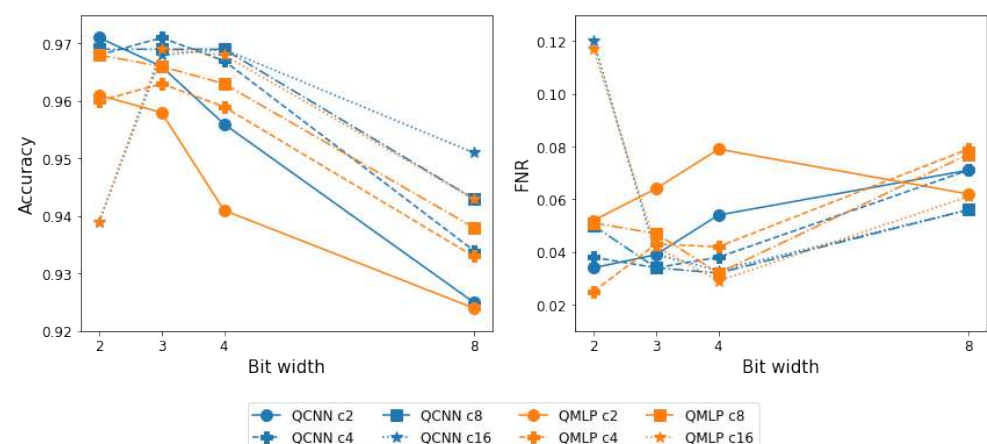 0.97
0.96
0.95
0.94
0.93
0.92
Accuracy
2 3 4 8
Bit width
0.12
0.10
0.08
0.06
0.04
0.02
FNR
2 3 4 8
Bit width
QCNN c2 QCNN c8 QMLP c2 QMLP c8
QCNN c4 QCNN c16 QMLP c4 QMLP c16